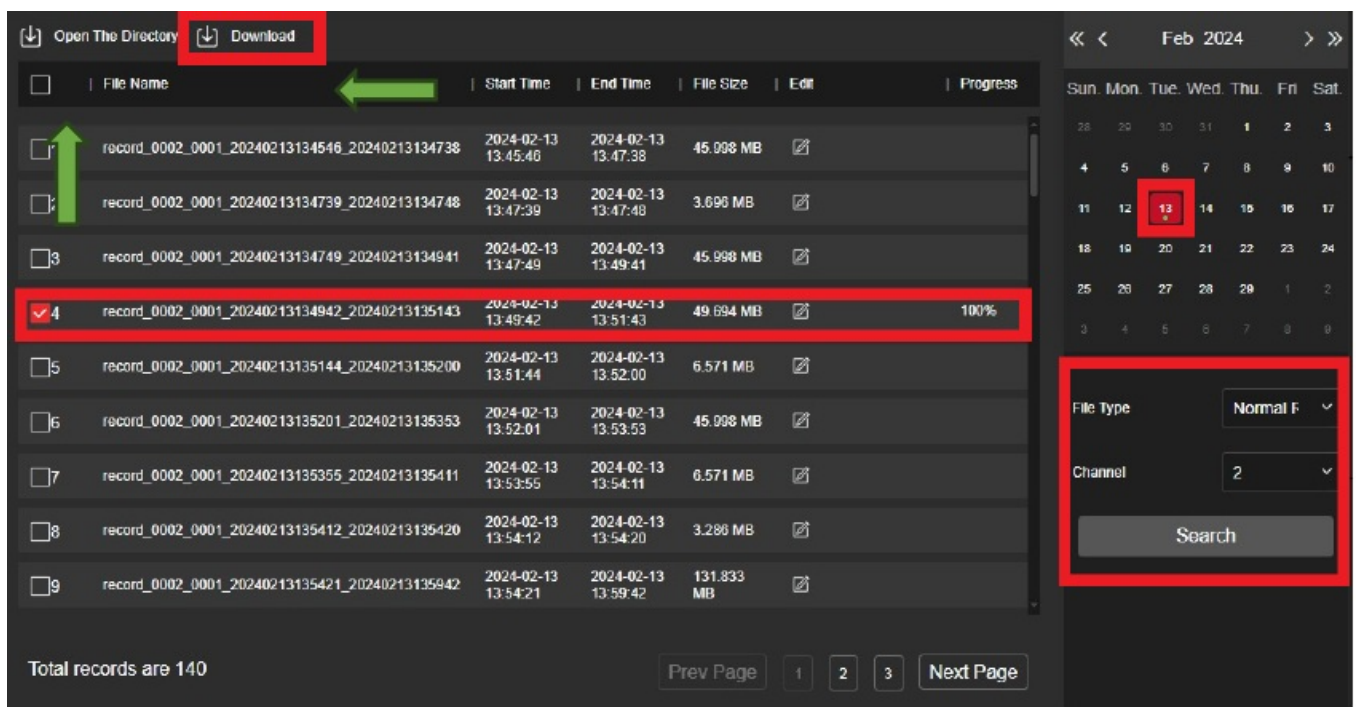 Open The Directory Download
File Name Start Time End Time File Size Edit Progress
record_0002_0001_20240213134546_20240213134738 2024-02-13 13:45:46 2024-02-13 13:47:38 45.998 MB
record_0002_0001_20240213134739_20240213134748 2024-02-13 13:47:39 2024-02-13 13:47:48 3.696 MB
3 record_0002_0001_20240213134749_20240213134941 2024-02-13 13:47:49 2024-02-13 13:49:41 45.998 MB
4 record_0002_0001_20240213134942_20240213135143 2024-02-13 13:49:42 2024-02-13 13:51:43 49.694 MB 100%
5 record_0002_0001_20240213135144_20240213135200 2024-02-13 13:51:44 2024-02-13 13:52:00 6.571 MB
6 record_0002_0001_20240213135201_20240213135353 2024-02-13 13:52:01 2024-02-13 13:53:53 45.998 MB
7 record_0002_0001_20240213135355_20240213135411 2024-02-13 13:53:55 2024-02-13 13:54:11 6.571 MB
8 record_0002_0001_20240213135412_20240213135420 2024-02-13 13:54:12 2024-02-13 13:54:20 3.286 MB
9 record_0002_0001_20240213135421_20240213135942 2024-02-13 13:54:21 2024-02-13 13:59:42 131.833 MB
Total records are 140 Prev Page 1 2 3 Next Page
« < Feb 2024 > »
Sun. Mon. Tue. Wed. Thu. Fri Sat.
28 29 30 31 1 2 3
4 5 6 7 8 9 10
11 12 13 14 15 16 17
18 19 20 21 22 23 24
25 26 27 28 29 1 2
3 4 5 6 7 8 9
File Type Normal F
Channel 2
Search